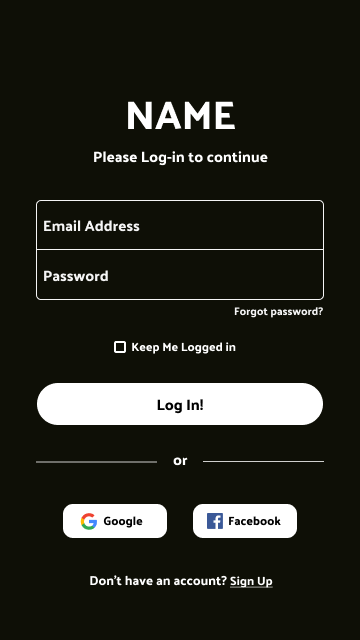 NAME
Please Log-in to continue
Email Address
Password
Forgot password?
Keep Me Logged in
Log In!
or
Google
Facebook
Don't have an account? Sign Up